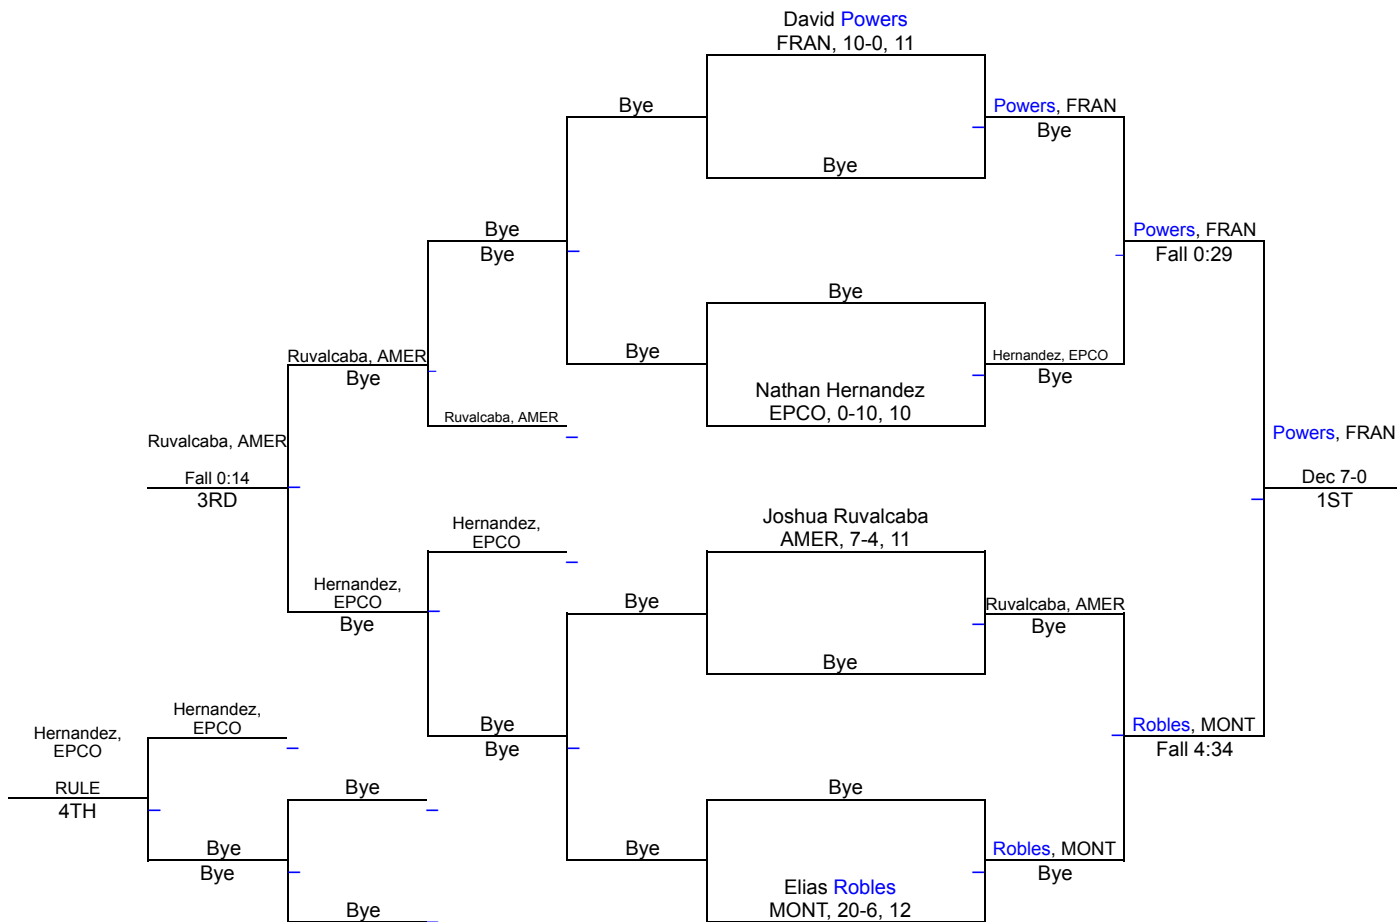 David Powers
FRAN, 10-0, 11
Bye
Powers, FRAN
Bye
Bye
Bye
Bye
Powers, FRAN
Fall 0:29
Bye
Bye
Hernandez, EPCO
Bye
Ruvalcaba, AMER
Bye
Nathan Hernandez
EPCO, 0-10, 10
Ruvalcaba, AMER
Ruvalcaba, AMER
Fall 0:14
3RD
Powers, FRAN
Dec 7-0
1ST
Hernandez,
EPCO
Joshua Ruvalcaba
AMER, 7-4, 11
Hernandez,
EPCO
Bye
Bye
Ruvalcaba, AMER
Bye
Bye
Hernandez,
EPCO
Hernandez,
EPCO
RULE
4TH
Bye
Bye
Robles, MONT
Fall 4:34
Bye
Bye
Bye
Bye
Bye
Robles, MONT
Bye
Bye
Elias Robles
MONT, 20-6, 12